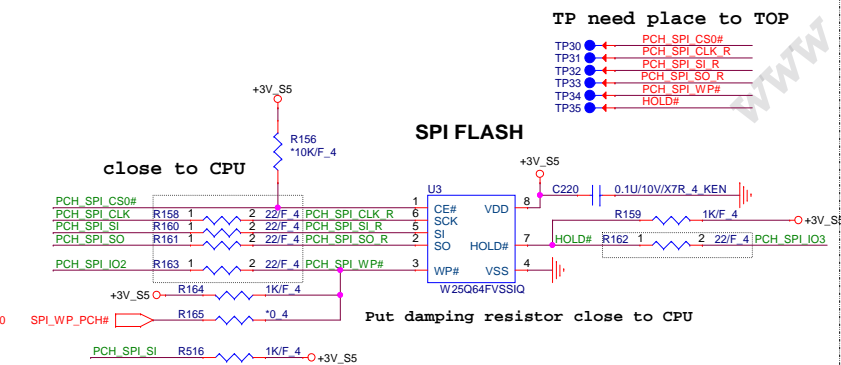 TP need place to TOP
TP30 PCH_SPI_CS0#
TP31 PCH_SPI_CLK_R
TP32 PCH_SPI_SI_R
TP33 PCH_SPI_SO_R
TP34 PCH_SPI_WP#
TP35 HOLD#
www
+3V_S5
R156
*10K/F_4
SPI FLASH
close to CPU
+3V_S5
U3
C220 0.1U/10V/X7R_4_KEN
PCH_SPI_CS0# 1 CE# VDD 8
R159 1K/F_4 +3V_S5
PCH_SPI_CLK R158 1 2 22/F_4 PCH_SPI_CLK_R 6 SCK
PCH_SPI_SI R160 1 2 22/F_4 PCH_SPI_SI_R 5 SI
PCH_SPI_SO R161 1 2 22/F_4 PCH_SPI_SO_R 2 SO HOLD# 7 HOLD# R162 1 2 22/F_4 PCH_SPI_IO3
PCH_SPI_IO2 R163 1 2 22/F_4 PCH_SPI_WP# 3 WP# VSS 4
W25Q64FVSSIQ
+3V_S5 R164 1K/F_4
0 SPI_WP_PCH# R165 *0_4
Put damping resistor close to CPU
PCH_SPI_SI R516 1K/F_4 +3V_S5